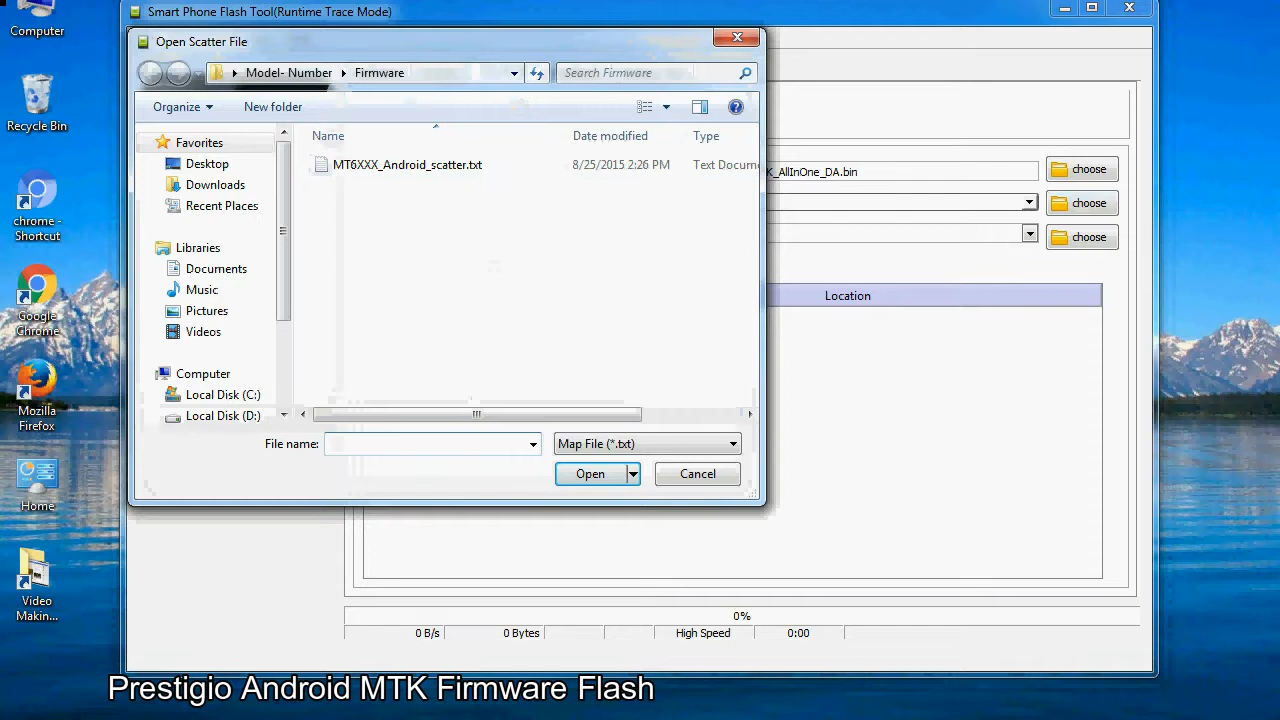 Computer
Recycle Bin
chrome -
Shortcut
Google
Chrome
Mozilla
Firefox
Home
Video
Makin...
Smart Phone Flash Tool(Runtime Trace Mode)
Open Scatter File
Model- Number
Firmware
Search Firmware
Organize
New folder
Favorites
Desktop
Downloads
Recent Places
Libraries
Documents
Music
Pictures
Videos
Computer
Local Disk (C:)
Local Disk (D:)
Name
Date modified
Type
MT6XXX_Android_scatter.txt
8/25/2015 2:26 PM
Text Docum
File name:
Map File (*.txt)
Open
Cancel
K_AllInOne_DA.bin
choose
choose
choose
Location
0%
0 B/s
0 Bytes
High Speed
0:00
Prestigio Android MTK Firmware Flash